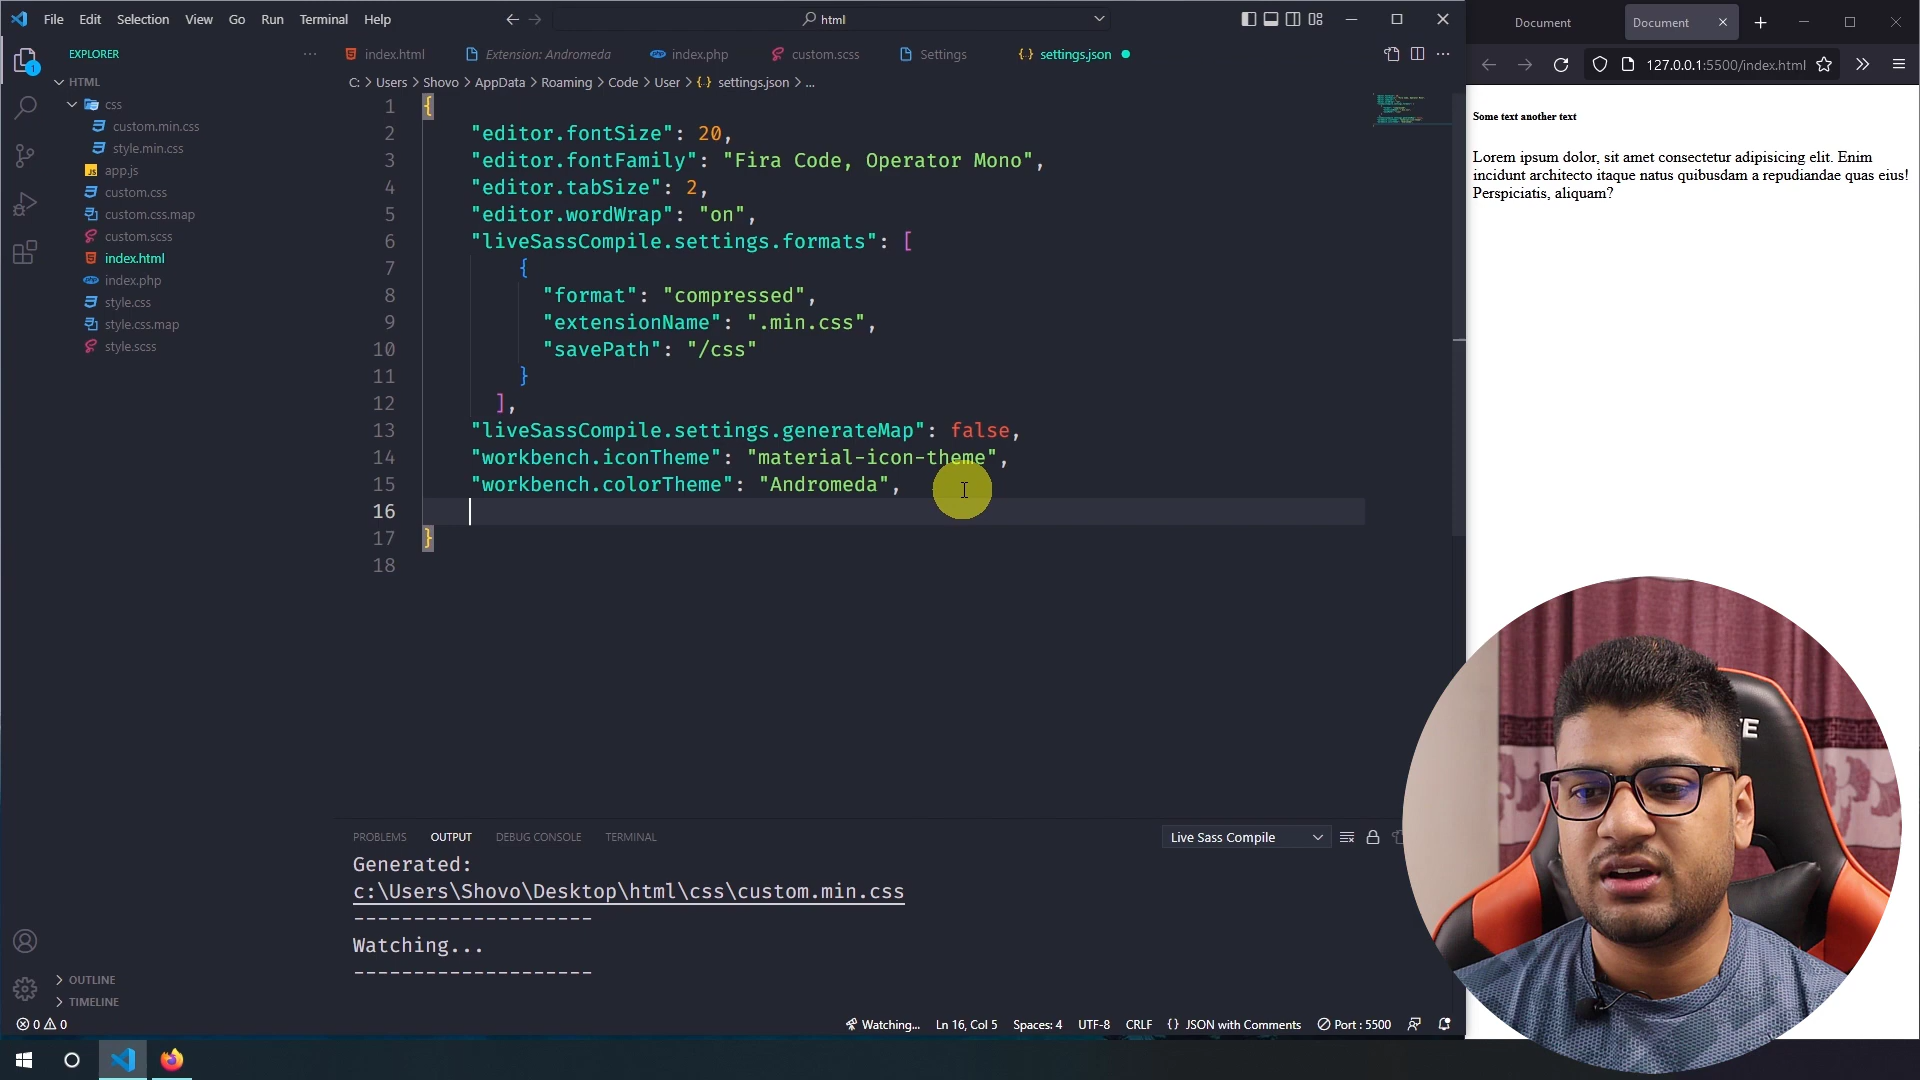 File Edit Selection View Go Run Terminal Help
html
EXPLORER
HTML
css
custom.min.css
style.min.css
app.js
custom.css
custom.css.map
custom.scss
index.html
index.php
style.css
style.css.map
style.scss
OUTLINE
TIMELINE
index.html Extension: Andromeda index.php custom.scss Settings settings.json
C: > Users > Shovo > AppData > Roaming > Code > User > {} settings.json > ...
1 {
2 "editor.fontSize": 20,
3 "editor.fontFamily": "Fira Code, Operator Mono",
4 "editor.tabSize": 2,
5 "editor.wordWrap": "on",
6 "liveSassCompile.settings.formats": [
7 {
8 "format": "compressed",
9 "extensionName": ".min.css",
10 "savePath": "/css"
11 }
12 ],
13 "liveSassCompile.settings.generateMap": false,
14 "workbench.iconTheme": "material-icon-theme",
15 "workbench.colorTheme": "Andromeda",
16
17 }
18
PROBLEMS OUTPUT DEBUG CONSOLE TERMINAL
Live Sass Compile
Generated:
c:\Users\Shovo\Desktop\html\css\custom.min.css
--------------------
Watching...
--------------------
0 0
Watching... Ln 16, Col 5 Spaces: 4 UTF-8 CRLF {} JSON with Comments Port : 5500
Document Document
127.0.0.1:5500/index.html
Some text another text
Lorem ipsum dolor, sit amet consectetur adipisicing elit. Enim
incidunt architecto itaque natus quibusdam a repudiandae quas eius!
Perspiciatis, aliquam?